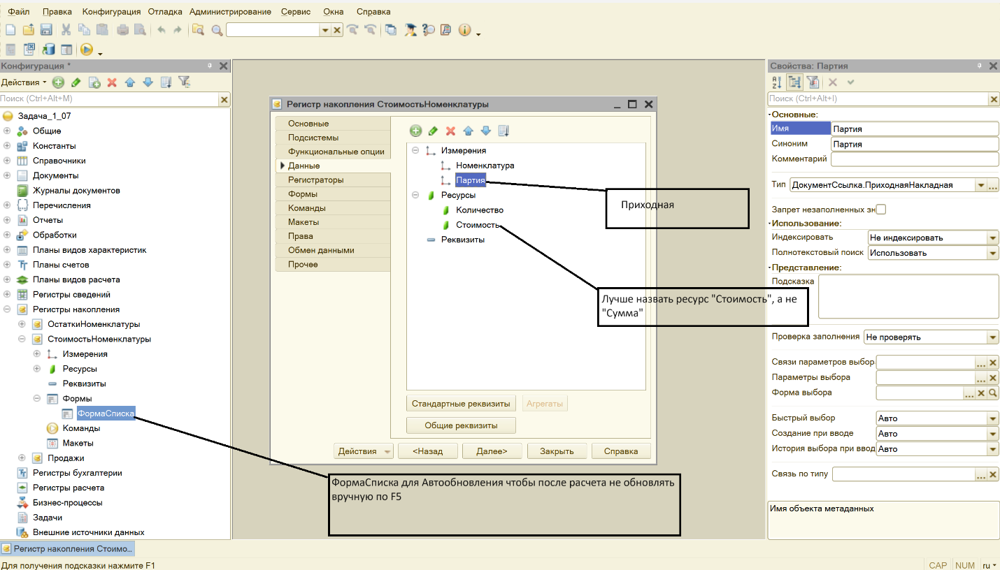 Файл Правка Конфигурация Отладка Администрирование Сервис Окна Справка
Конфигурация *
Действия
Поиск (Ctrl+Alt+M)
Задача_1_07
Общие
Константы
Справочники
Документы
Журналы документов
Перечисления
Отчеты
Обработки
Планы видов характеристик
Планы счетов
Планы видов расчета
Регистры сведений
Регистры накопления
ОстаткиНоменклатуры
СтоимостьНоменклатуры
Измерения
Ресурсы
Реквизиты
Формы
ФормаСписка
Команды
Макеты
Продажи
Регистры бухгалтерии
Регистры расчета
Бизнес-процессы
Задачи
Внешние источники данных
Регистр накопления СтоимостьНоменклатуры
Основные
Подсистемы
Функциональные опции
Данные
Регистраторы
Формы
Команды
Макеты
Права
Обмен данными
Прочее
Измерения
Номенклатура
Партия
Ресурсы
Количество
Стоимость
Реквизиты
Стандартные реквизиты Агрегаты
Общие реквизиты
Действия <Назад Далее> Закрыть Справка
Приходная
Лучше назвать ресурс "Стоимость", а не
"Сумма"
ФормаСписка для Автообновления чтобы после расчета не обновлять
вручную по F5
Свойства: Партия
Поиск (Ctrl+Alt+I)
Основные:
Имя Партия
Синоним Партия
Комментарий
Тип ДокументСсылка.ПриходнаяНакладная ...
Запрет незаполненных зн
Использование:
Индексировать Не индексировать
Полнотекстовый поиск Использовать
Представление:
Подсказка
Проверка заполнения Не проверять
Связи параметров выбор ...
Параметры выбора ...
Форма выбора ...
Быстрый выбор Авто
Создание при вводе Авто
История выбора при ввод Авто
Связь по типу ...
Имя объекта метаданных
Регистр накопления Стоимо...
Для получения подсказки нажмите F1
CAP NUM ru